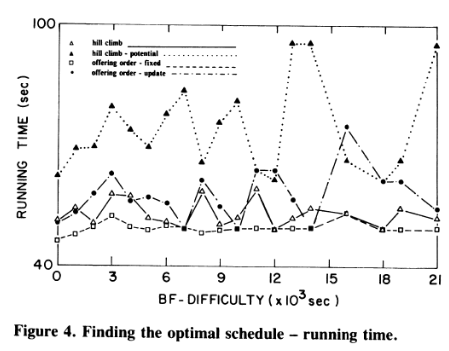 100
hill climb
hill climb - potential
offering order - fixed
offering order - update
RUNNING TIME (sec)
40
0 3 6 9 10 12 15 18 21
BF-DIFFICULTY (x10³ sec)
Figure 4. Finding the optimal schedule – running time.